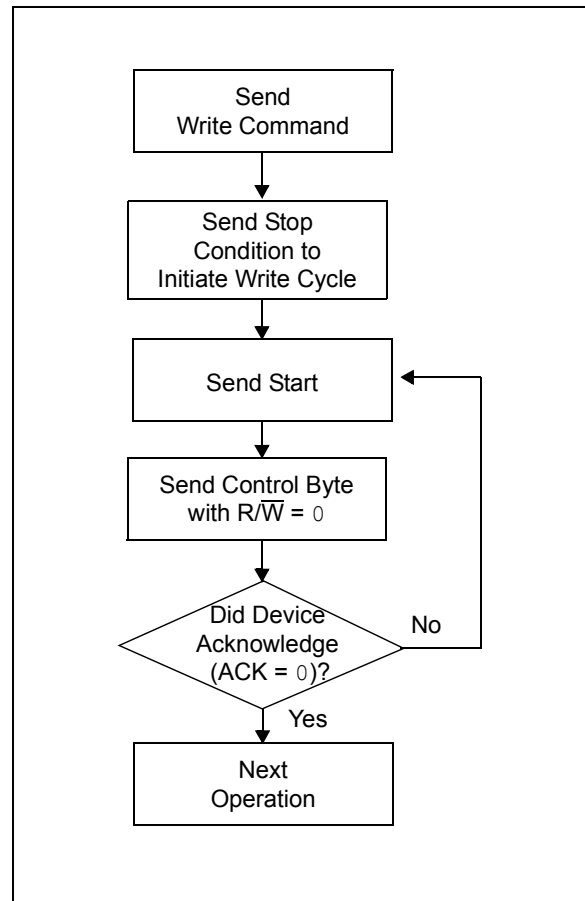 Send
Write Command
Send Stop
Condition to
Initiate Write Cycle
Send Start
Send Control Byte
with R/W̅ = 0
Did Device
Acknowledge
(ACK = 0)?
No
Yes
Next
Operation